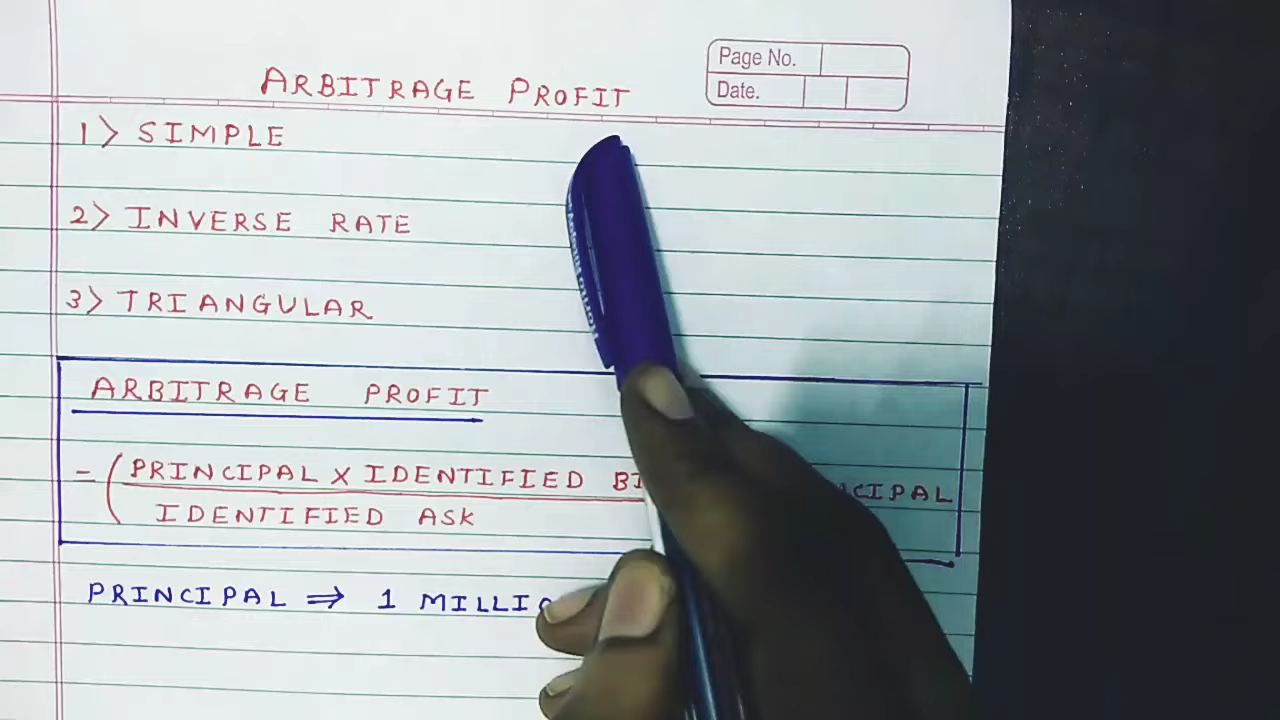 Page No.
Date.
ARBITRAGE PROFIT
1> SIMPLE
2> INVERSE RATE
3> TRIANGULAR
ARBITRAGE PROFIT
= (PRINCIPAL X IDENTIFIED
IDENTIFIED ASK
PRINCIPAL ⇒ 1